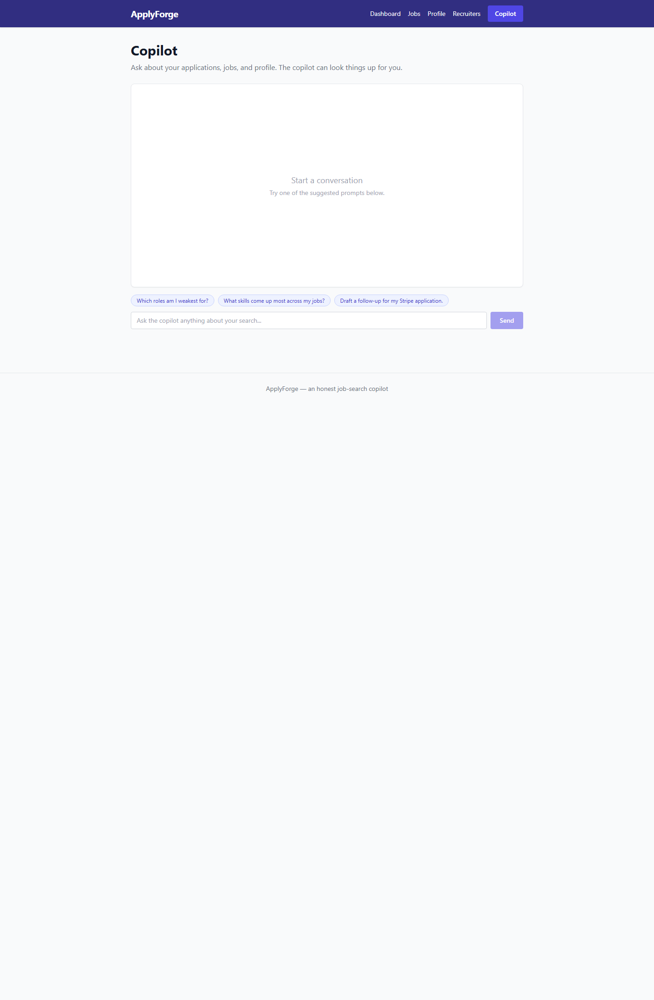 ApplyForge
Dashboard Jobs Profile Recruiters Copilot
Copilot
Ask about your applications, jobs, and profile. The copilot can look things up for you.
Start a conversation
Try one of the suggested prompts below.
Which roles am I weakest for? What skills come up most across my jobs? Draft a follow-up for my Stripe application.
Ask the copilot anything about your search... Send
ApplyForge — an honest job-search copilot